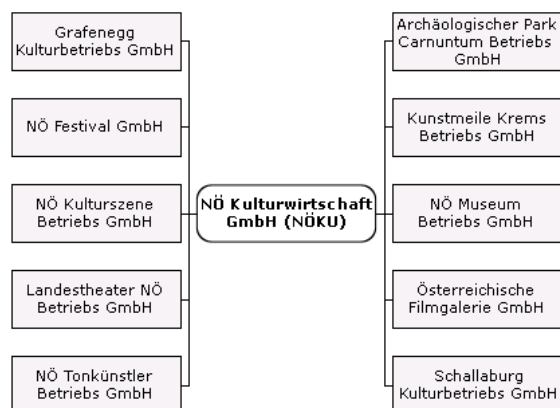 Grafenegg
Kulturbetriebs GmbH
NÖ Festival GmbH
NÖ Kulturszene
Betriebs GmbH
Landestheater NÖ
Betriebs GmbH
NÖ Tonkünstler
Betriebs GmbH
NÖ Kulturwirtschaft
GmbH (NÖKU)
Archäologischer Park
Carnuntum Betriebs
GmbH
Kunstmeile Krems
Betriebs GmbH
NÖ Museum
Betriebs GmbH
Österreichische
Filmgalerie GmbH
Schallaburg
Kulturbetriebs GmbH